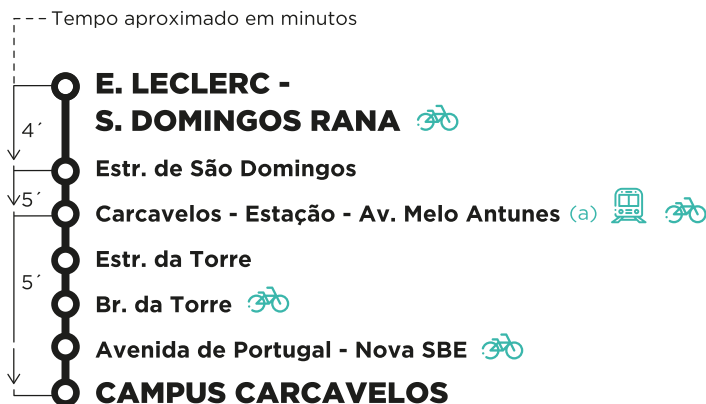 Tempo aproximado em minutos
E. LECLERC -
S. DOMINGOS RANA
4´
Estr. de São Domingos
5´
Carcavelos - Estação - Av. Melo Antunes (a)
Estr. da Torre
5´
Br. da Torre
Avenida de Portugal - Nova SBE
CAMPUS CARCAVELOS